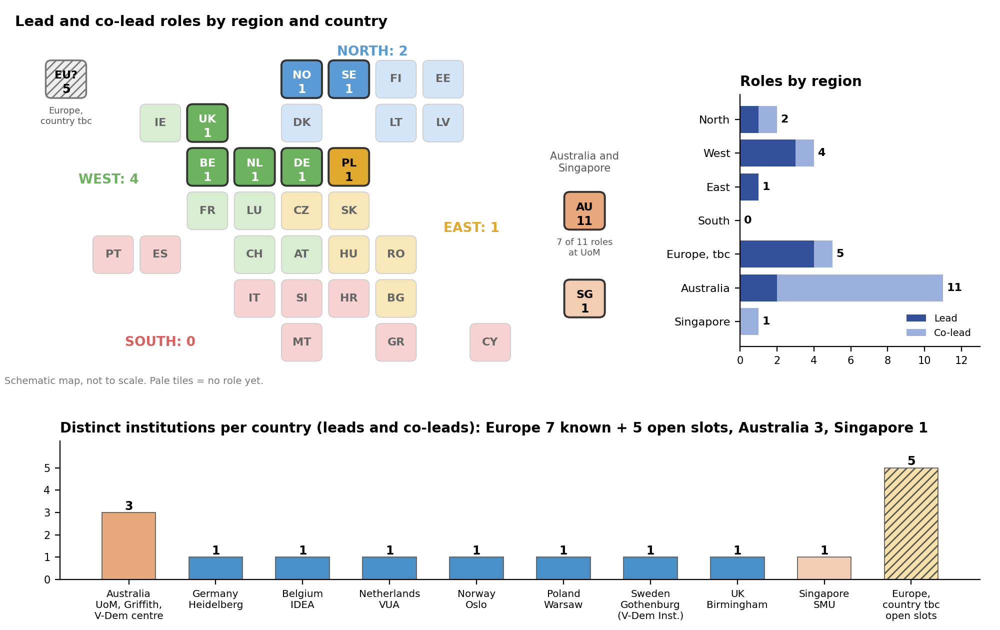 Lead and co-lead roles by region and country
NORTH: 2
EU?
5
Europe,
country tbc
NO
1
SE
1
FI
EE
IE
UK
1
DK
LT
LV
WEST: 4
BE
1
NL
1
DE
1
PL
1
FR
LU
CZ
SK
EAST: 1
PT
ES
CH
AT
HU
RO
IT
SI
HR
BG
SOUTH: 0
MT
GR
CY
Schematic map, not to scale. Pale tiles = no role yet.
Australia and
Singapore
AU
11
7 of 11 roles
at UoM
SG
1
Roles by region
North
2
West
4
East
1
South
0
Europe, tbc
5
Australia
11
Singapore
1
Lead
Co-lead
0 2 4 6 8 10 12
Distinct institutions per country (leads and co-leads): Europe 7 known + 5 open slots, Australia 3, Singapore 1
5
4
3
2
1
0
3
1
1
1
1
1
1
1
1
5
Australia
UoM, Griffith,
V-Dem centre
Germany
Heidelberg
Belgium
IDEA
Netherlands
VUA
Norway
Oslo
Poland
Warsaw
Sweden
Gothenburg
(V-Dem Inst.)
UK
Birmingham
Singapore
SMU
Europe,
country tbc
open slots